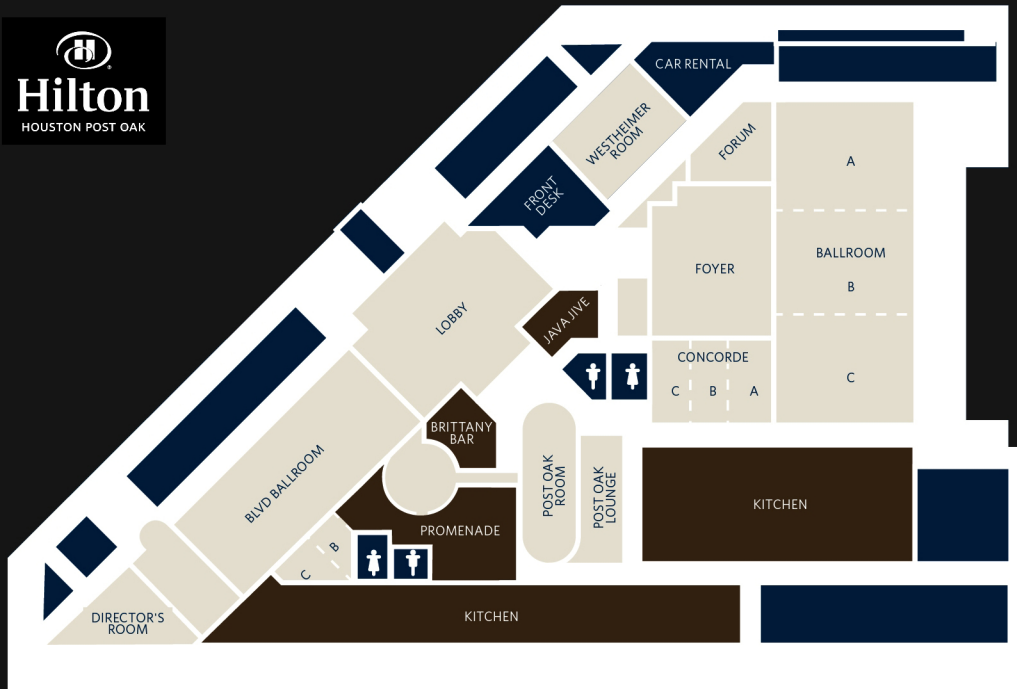 Hilton
HOUSTON POST OAK
CAR RENTAL
WESTHEIMER
ROOM
FORUM
A
FRONT
DESK
BALLROOM
FOYER
B
LOBBY
JAVA JIVE
CONCORDE
C
B
A
C
BRITTANY
BAR
BLVD BALLROOM
POST OAK
ROOM
POST OAK
LOUNGE
KITCHEN
PROMENADE
B
C
DIRECTOR'S
ROOM
KITCHEN